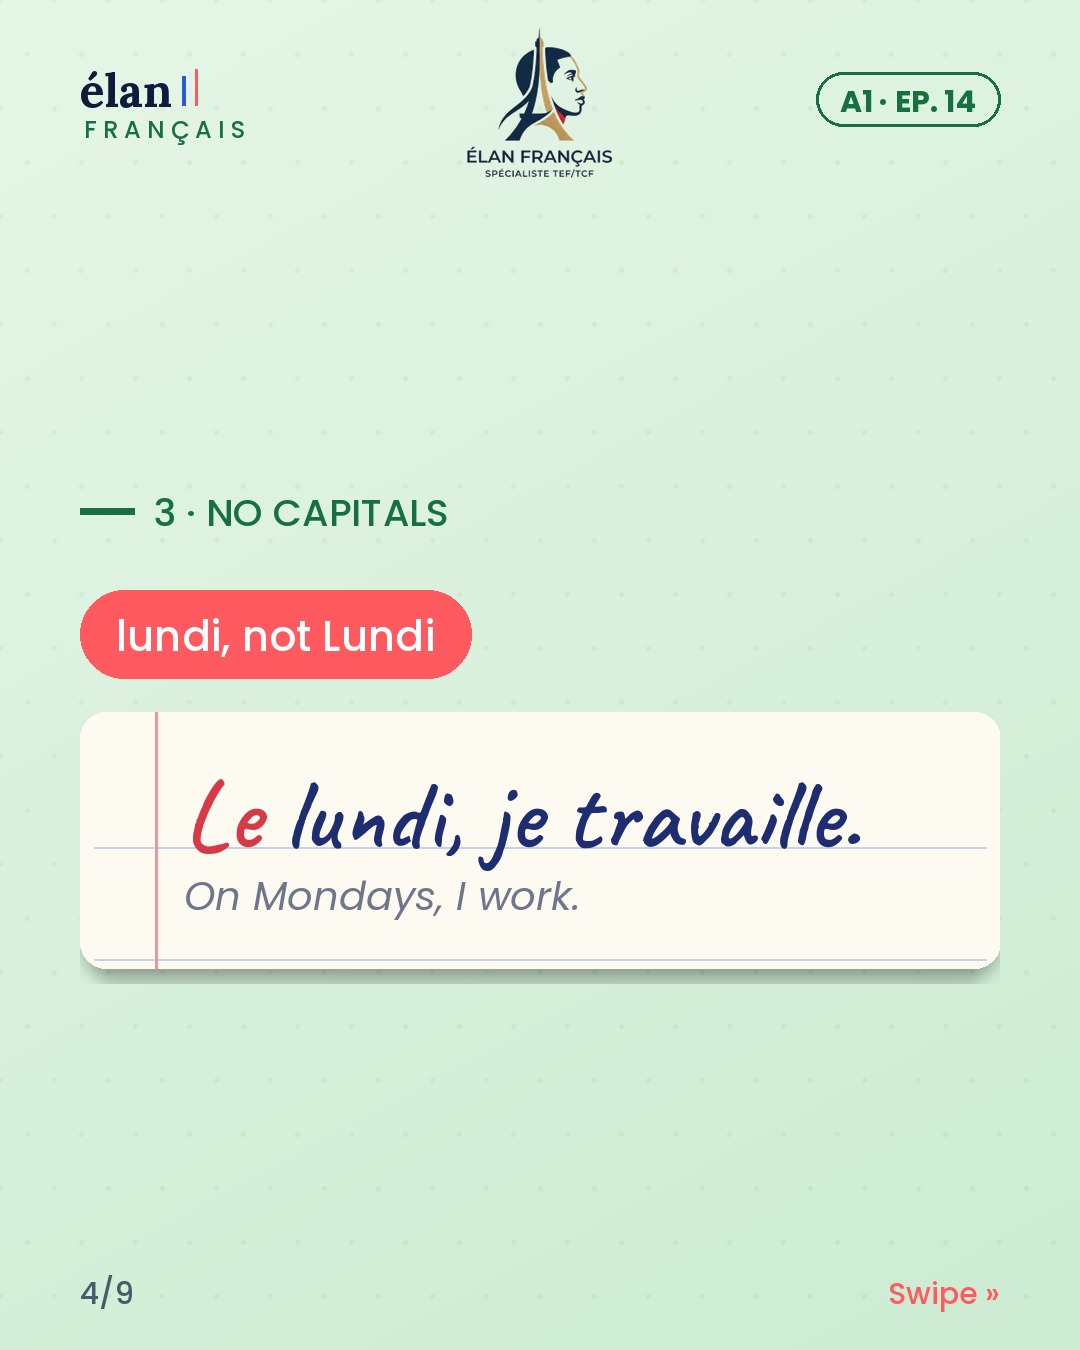 élan
FRANÇAIS
ÉLAN FRANÇAIS
SPÉCIALISTE TEF/TCF
A1 · EP. 14
3 · NO CAPITALS
lundi, not Lundi
Le lundi, je travaille.
On Mondays, I work.
4/9
Swipe »